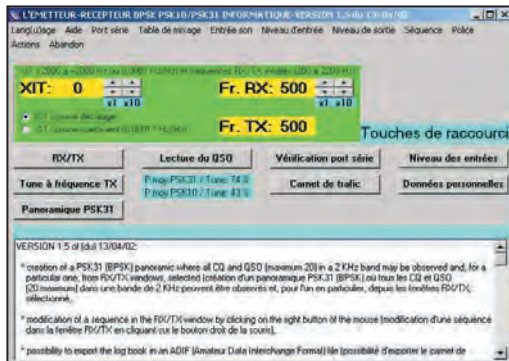 L'EMETTEUR-RECEPTEUR BPSK PSK10/PSK31 INFORMATIQUE-VERSION 1.5 du 13/04/02
Lang(u)age Aide Port série Table de mixage Entrée son Niveau d'entrée Niveau de sortie Séquence Police
Actions Abandon
XIT: 0 Fr. RX: 500
x1 x10 x1 x10
Fr. TX: 500
Touches de raccourci
RX/TX Lecture du QSO Vérification port série Niveau des entrées
Tune à fréquence TX P.moy PSK31 / Tune: 74 % Carnet de trafic Données personnelles
P.moy PSK10 / Tune: 43 %
Panoramique PSK31
VERSION 1.5 of (du) 13/04/02:
* creation of a PSK31 (BPSK) panoramic where all CQ and QSO (maximum 20) in a 2 KHz band may be observed and, for a
particular one, from RX/TX windows, selected (création d'un panoramique PSK31 (BPSK) où tous les CQ et QSO
(20 maximum) dans une bande de 2 KHz peuvent être observés et, pour l'un en particulier, depuis les fenêtres RX/TX,
sélectionné,
* modification of a sequence in the RX/TX window by clicking on the right button of the mouse (modification d'une séquence
dans la fenêtre RX/TX en cliquant sur le bouton droit de la souris),
* possibility to export the log book in an ADIF (Amateur Data Interchange Format) file (possibilité d'exporter le carnet de